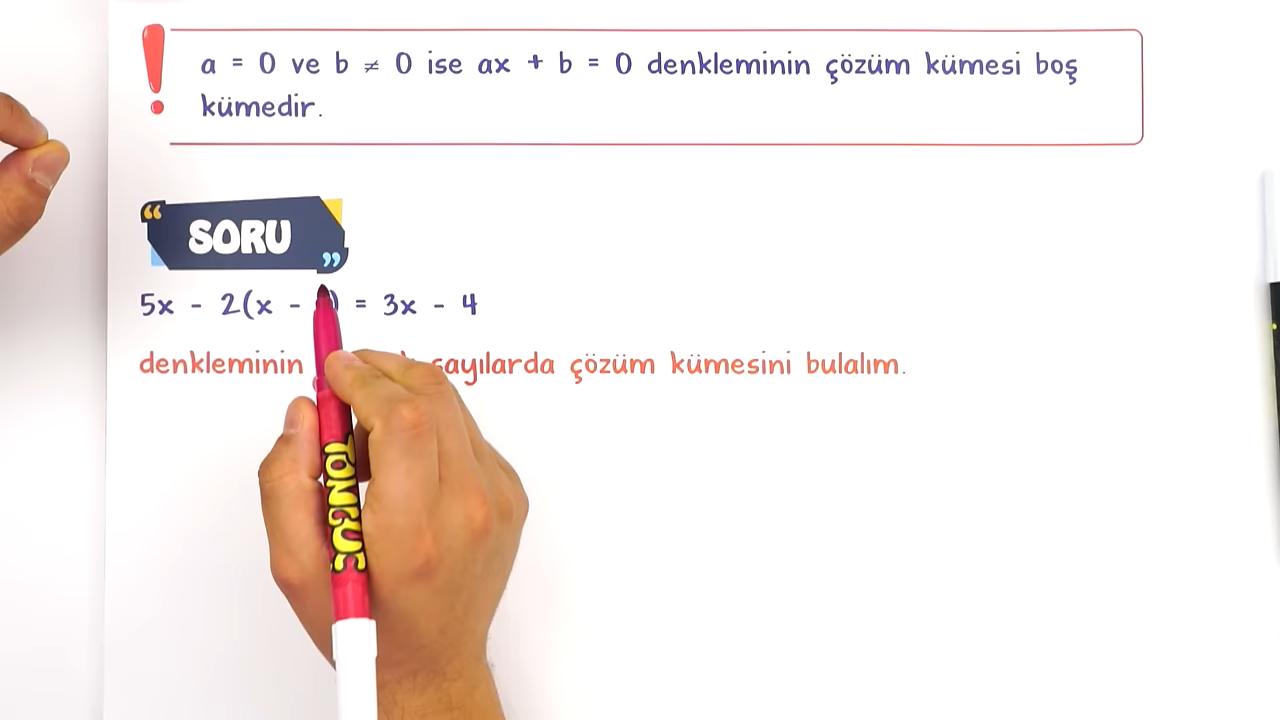 a = 0 ve b ≠ 0 ise ax + b = 0 denkleminin çözüm kümesi boş
kümedir.
SORU
5x - 2(x - ) = 3x - 4
denkleminin sayılarda çözüm kümesini bulalım.